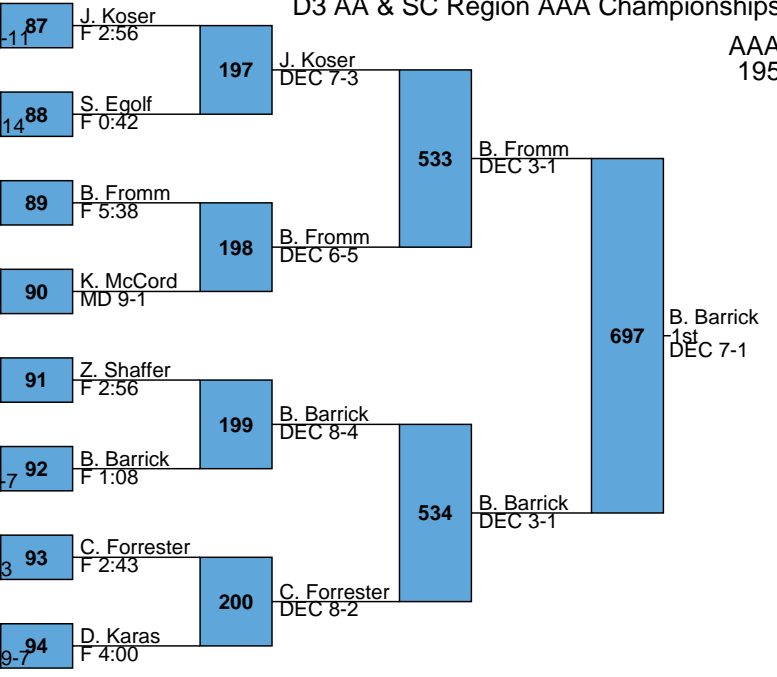 D3 AA & SC Region AAA Championships
AAA
195
87
-11
J. Koser
F 2:56
197
J. Koser
DEC 7-3
88
14
S. Egolf
F 0:42
533
B. Fromm
DEC 3-1
89
B. Fromm
F 5:38
198
B. Fromm
DEC 6-5
90
K. McCord
MD 9-1
697
B. Barrick
1st
DEC 7-1
91
Z. Shaffer
F 2:56
199
B. Barrick
DEC 8-4
92
-7
B. Barrick
F 1:08
534
B. Barrick
DEC 3-1
93
3
C. Forrester
F 2:43
200
C. Forrester
DEC 8-2
94
9-7
D. Karas
F 4:00